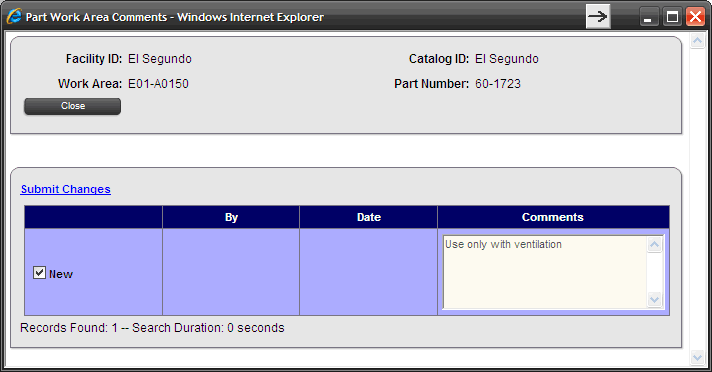 Part Work Area Comments - Windows Internet Explorer
Facility ID: El Segundo Catalog ID: El Segundo
Work Area: E01-A0150 Part Number: 60-1723
Close
Submit Changes
By Date Comments
Use only with ventilation
New
Records Found: 1 -- Search Duration: 0 seconds